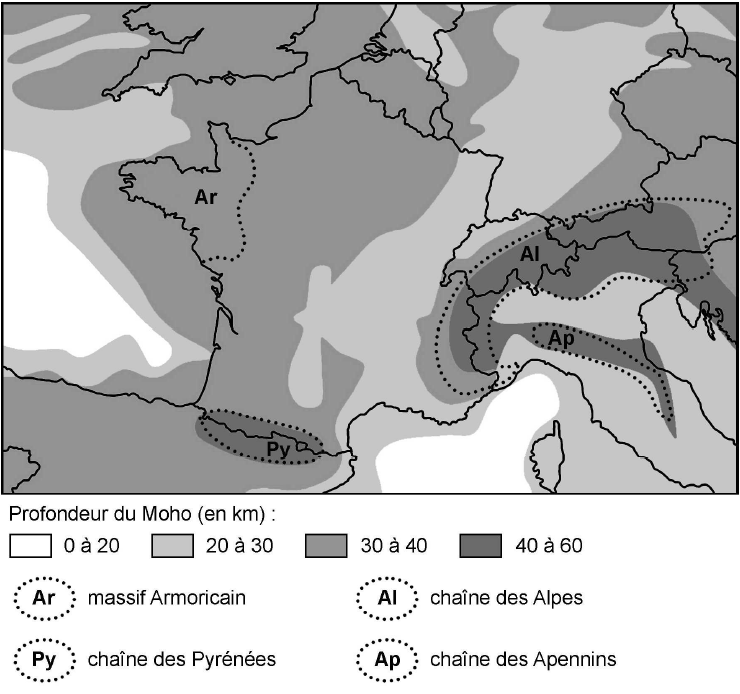 Ar
Al
Ap
Py
Profondeur du Moho (en km) :
0 à 20
20 à 30
30 à 40
40 à 60
Ar massif Armoricain
Al chaîne des Alpes
Py chaîne des Pyrénées
Ap chaîne des Apennins